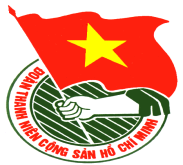 ĐOÀN THANH NIÊN CỘNG SẢN HỒ CHÍ MINH